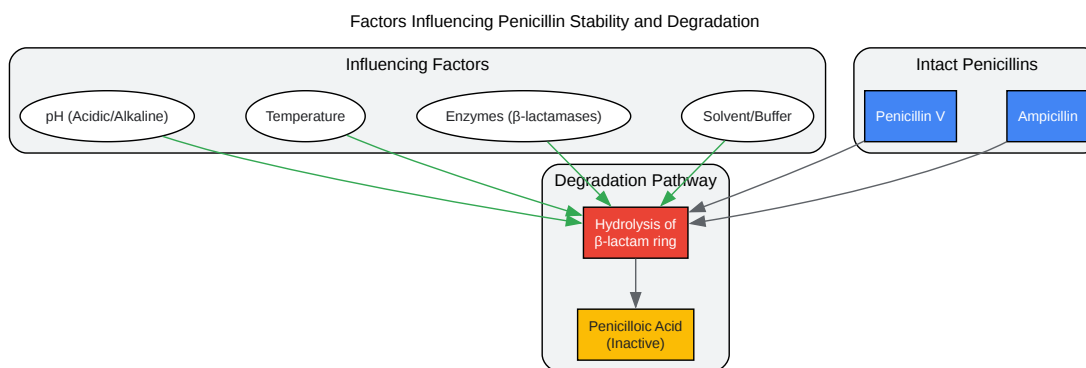 Factors Influencing Penicillin Stability and Degradation
Influencing Factors
pH (Acidic/Alkaline)
Temperature
Enzymes (β-lactamases)
Solvent/Buffer
Intact Penicillins
Penicillin V
Ampicillin
Degradation Pathway
Hydrolysis of
β-lactam ring
Penicilloic Acid
(Inactive)